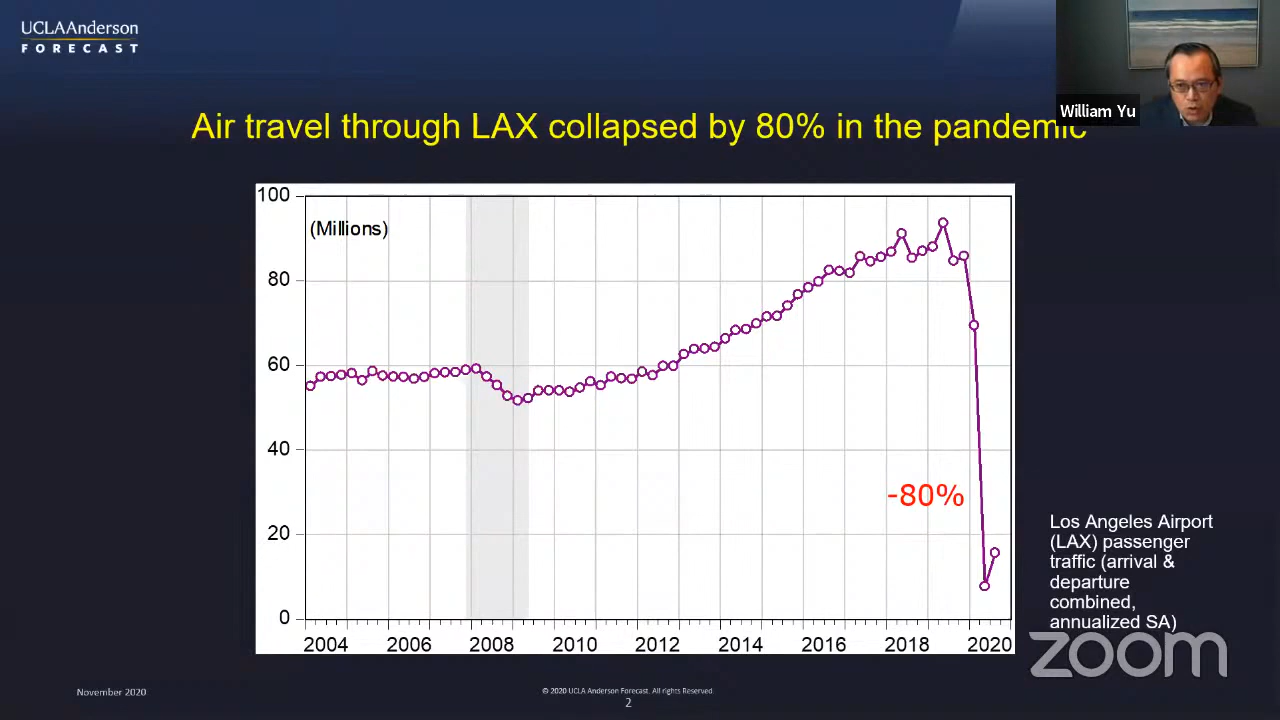 UCLAAnderson
FORECAST
William Yu
Air travel through LAX collapsed by 80% in the pandemic
100
(Millions)
80
60
40
20
0
-80%
2004 2006 2008 2010 2012 2014 2016 2018 2020
Los Angeles Airport
(LAX) passenger
traffic (arrival &
departure
combined,
annualized SA)
zoom
November 2020
© 2020 UCLA Anderson Forecast. All rights Reserved.
2